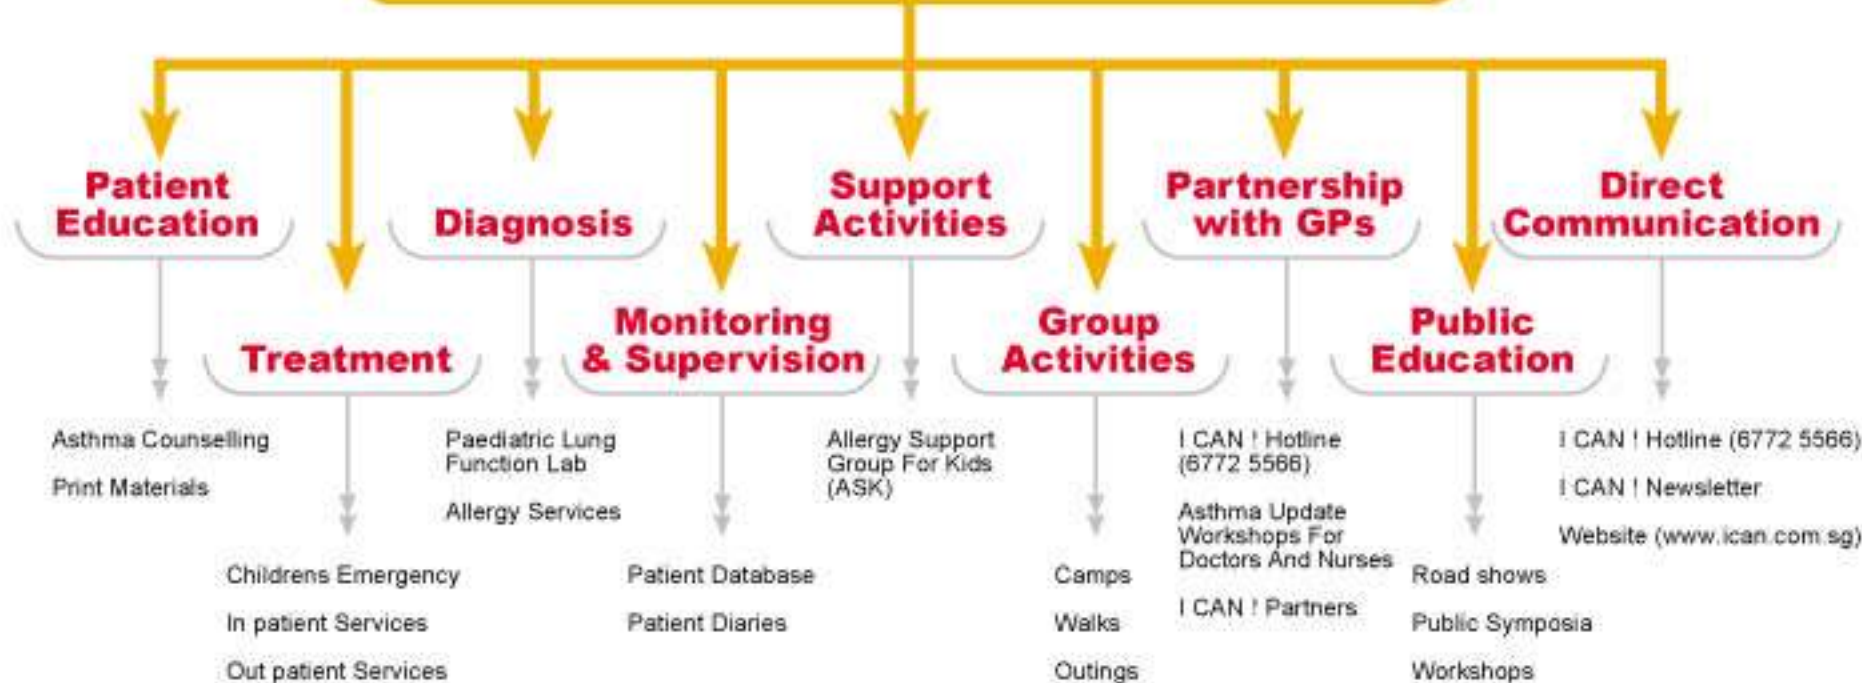 Patient
Education
Treatment
Diagnosis
Monitoring
& Supervision
Support
Activities
Group
Activities
Partnership
with GPs
Public
Education
Direct
Communication
Asthma Counselling
Print Materials
Childrens Emergency
In patient Services
Out patient Services
Paediatric Lung
Function Lab
Allergy Services
Patient Database
Patient Diaries
Allergy Support
Group For Kids
(ASK)
Camps
Walks
Outings
I CAN ! Hotline
(6772 5566)
Asthma Update
Workshops For
Doctors And Nurses
I CAN ! Partners
Road shows
Public Symposia
Workshops
I CAN ! Hotline (6772 5566)
I CAN ! Newsletter
Website (www.ican.com.sg)